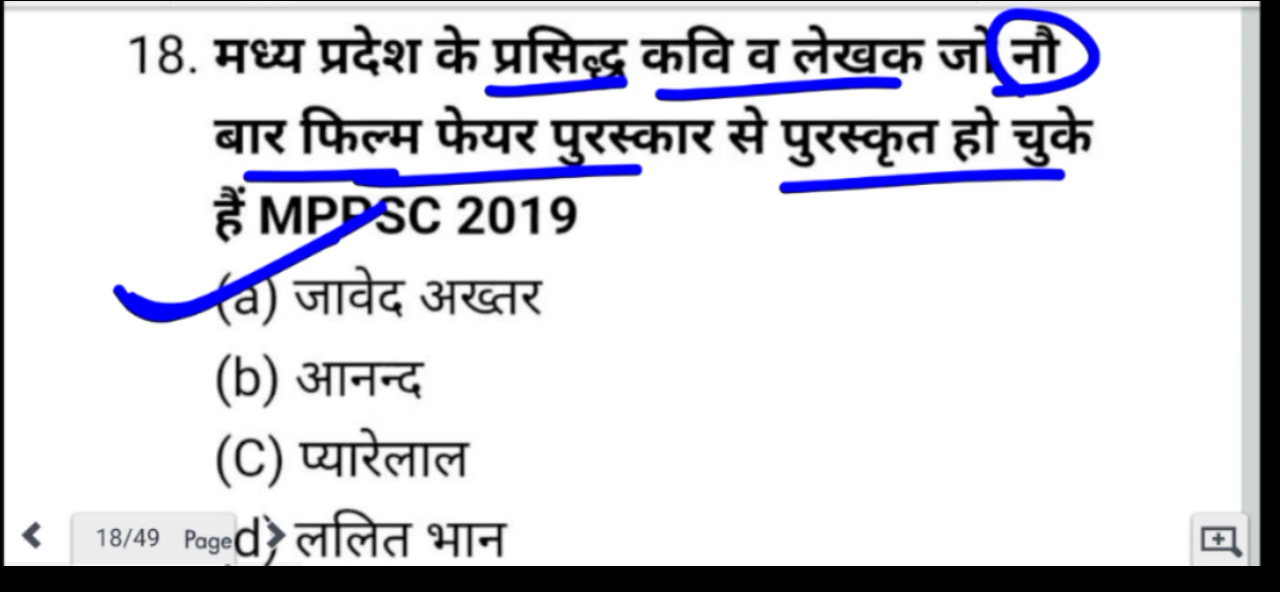 18. मध्य प्रदेश के प्रसिद्ध कवि व लेखक जो नौ
बार फिल्म फेयर पुरस्कार से पुरस्कृत हो चुके
हैं MPPSC 2019
(a) जावेद अख्तर
(b) आनन्द
(C) प्यारेलाल
d) ललित भान
18/49 Page